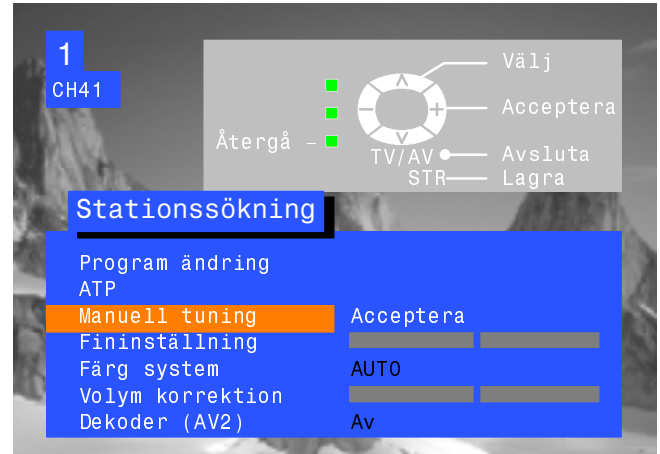 1
CH41
Välj
Acceptera
Återgå –
TV/AV Avsluta
STR Lagra
Stationssökning
Program ändring
ATP
Manuell tuning Acceptera
Fininställning
Färg system AUTO
Volym korrektion
Dekoder (AV2) Av